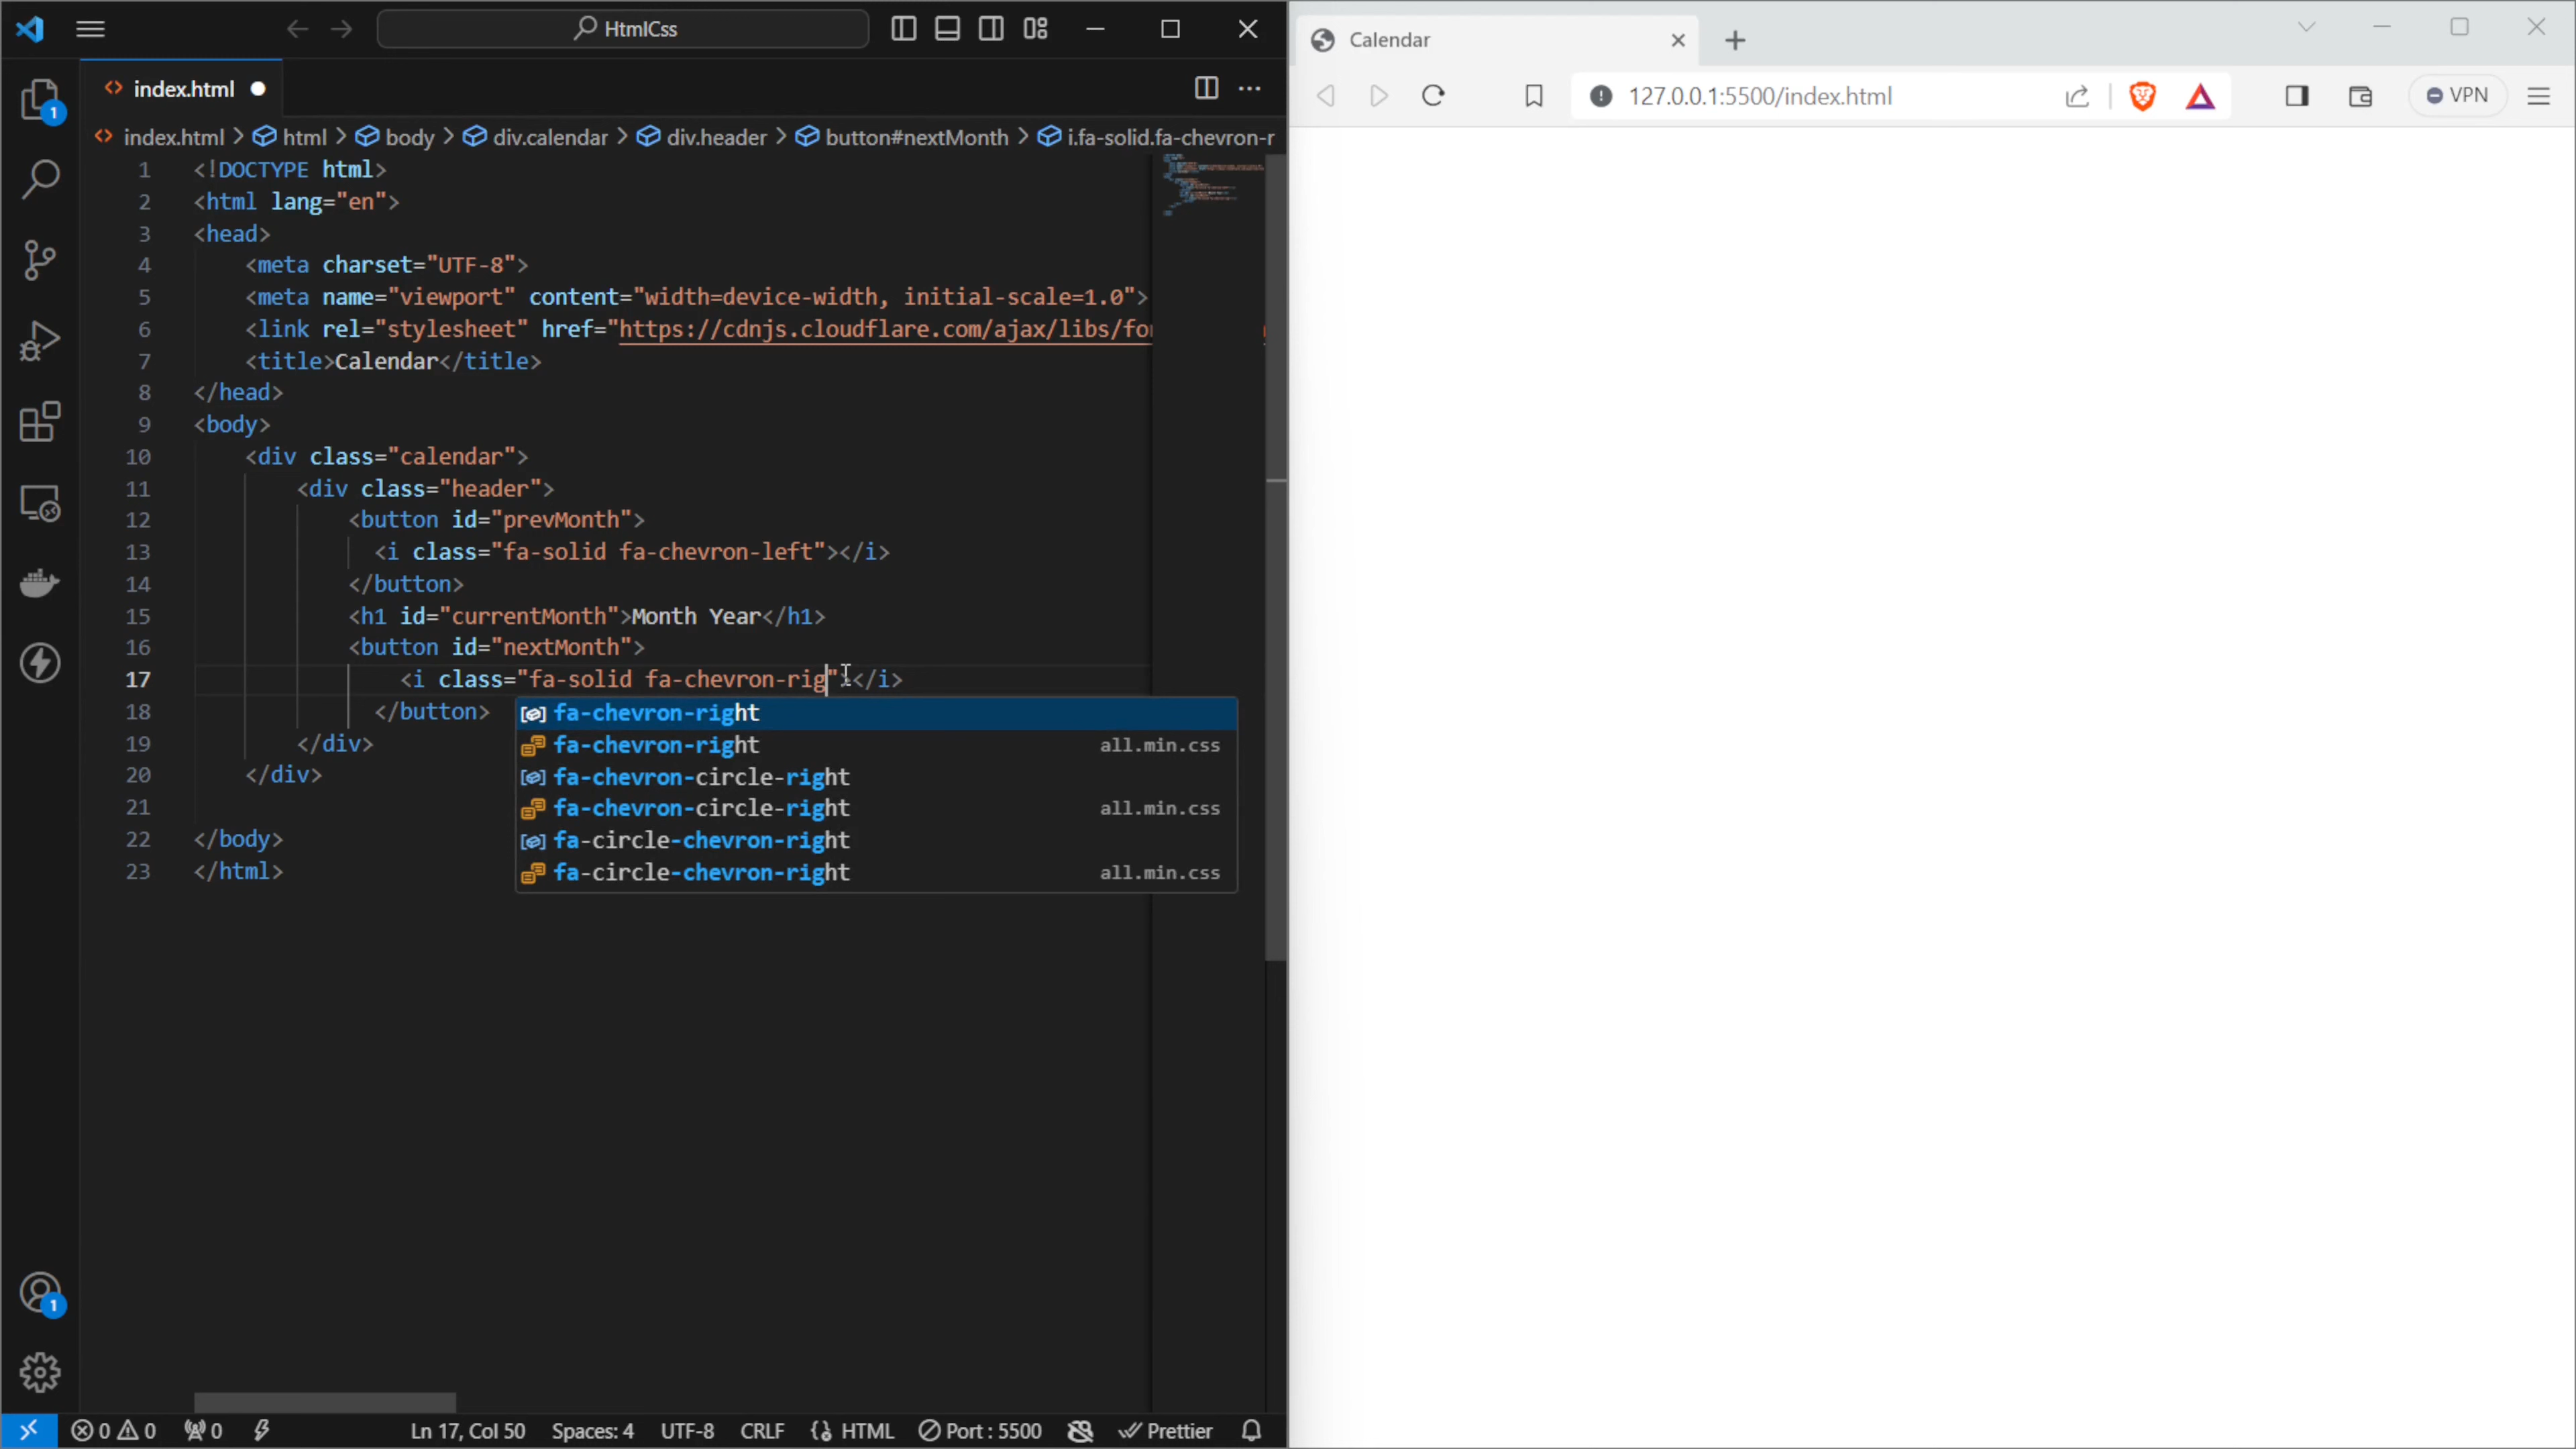 HtmlCss
index.html
index.html > html > body > div.calendar > div.header > button#nextMonth > i.fa-solid.fa-chevron-r
1 <!DOCTYPE html>
2 <html lang="en">
3 <head>
4 <meta charset="UTF-8">
5 <meta name="viewport" content="width=device-width, initial-scale=1.0">
6 <link rel="stylesheet" href="https://cdnjs.cloudflare.com/ajax/libs/fo
7 <title>Calendar</title>
8 </head>
9 <body>
10 <div class="calendar">
11 <div class="header">
12 <button id="prevMonth">
13 <i class="fa-solid fa-chevron-left"></i>
14 </button>
15 <h1 id="currentMonth">Month Year</h1>
16 <button id="nextMonth">
17 <i class="fa-solid fa-chevron-rig"></i>
18 </button>
19 </div>
20 </div>
21
22 </body>
23 </html>
fa-chevron-right
fa-chevron-right all.min.css
fa-chevron-circle-right
fa-chevron-circle-right all.min.css
fa-circle-chevron-right
fa-circle-chevron-right all.min.css
1
1
0 0 0 Ln 17, Col 50 Spaces: 4 UTF-8 CRLF HTML Port : 5500 Prettier
Calendar
127.0.0.1:5500/index.html
VPN